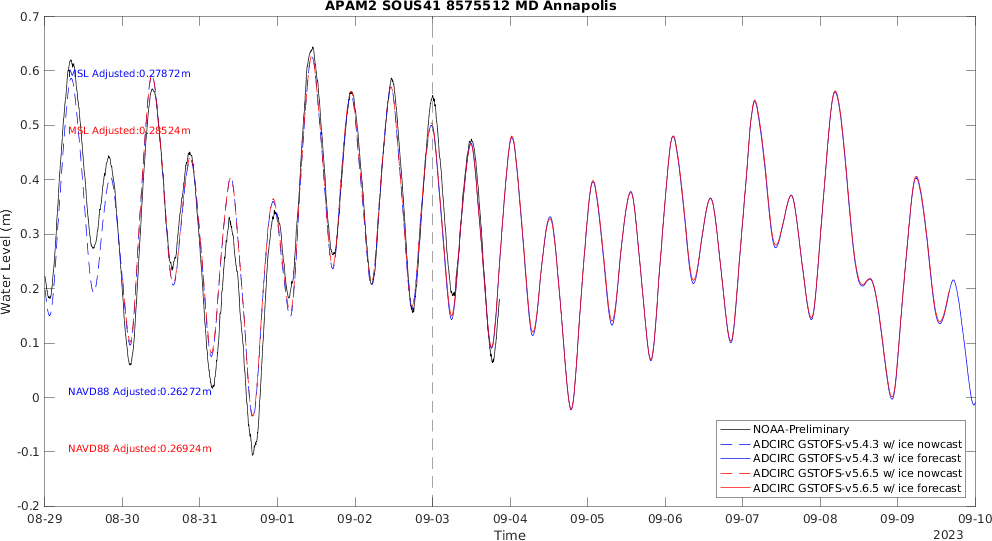 APAM2 SOUS41 8575512 MD Annapolis
0.7
0.6
0.5
0.4
0.3
0.2
0.1
0
-0.1
-0.2
Water Level (m)
MSL Adjusted:0.27872m
MSL Adjusted:0.28524m
NAVD88 Adjusted:0.26272m
NAVD88 Adjusted:0.26924m
NOAA-Preliminary
ADCIRC GSTOFS-v5.4.3 w/ ice nowcast
ADCIRC GSTOFS-v5.4.3 w/ ice forecast
ADCIRC GSTOFS-v5.6.5 w/ ice nowcast
ADCIRC GSTOFS-v5.6.5 w/ ice forecast
08-29 08-30 08-31 09-01 09-02 09-03 09-04 09-05 09-06 09-07 09-08 09-09 09-10
Time
2023